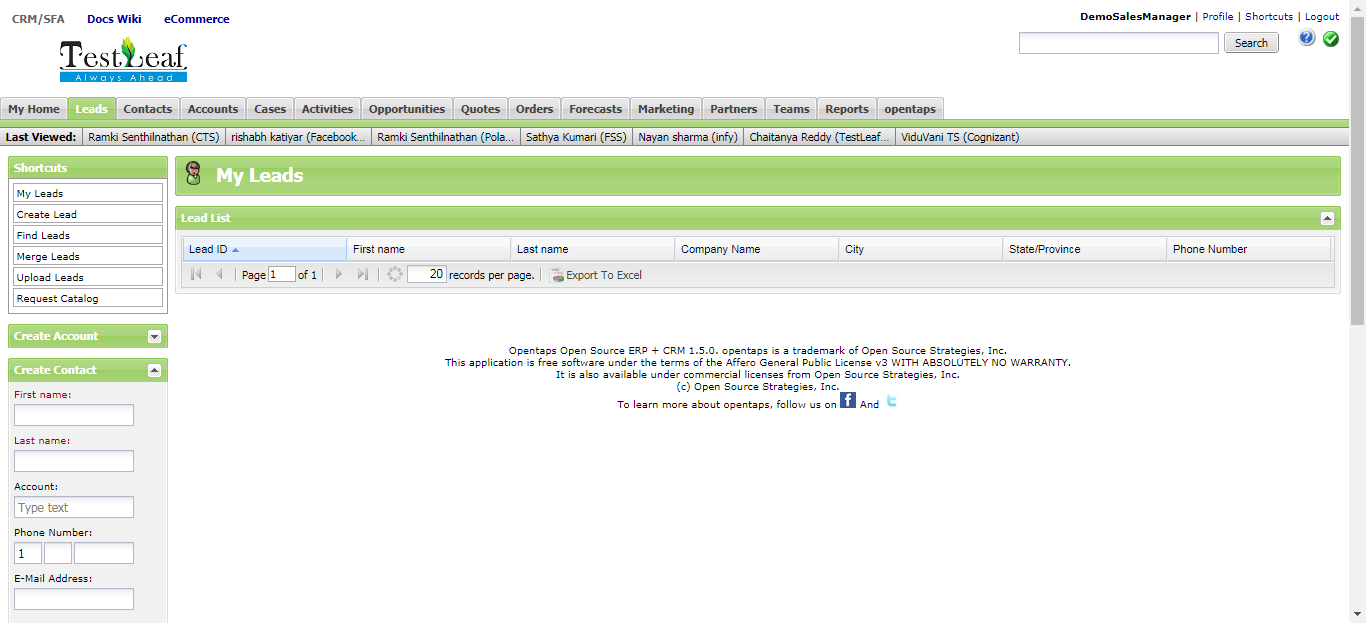 CRM/SFA Docs Wiki eCommerce
DemoSalesManager | Profile | Shortcuts | Logout
Search
TestLeaf
Always Ahead
My Home Leads Contacts Accounts Cases Activities Opportunities Quotes Orders Forecasts Marketing Partners Teams Reports opentaps
Last Viewed: Ramki Senthilnathan (CTS) rishabh katiyar (Facebook... Ramki Senthilnathan (Pola... Sathya Kumari (FSS) Nayan sharma (infy) Chaitanya Reddy (TestLeaf... ViduVani TS (Cognizant)
Shortcuts
My Leads
Create Lead
Find Leads
Merge Leads
Upload Leads
Request Catalog
Create Account
Create Contact
First name:
Last name:
Account:
Type text
Phone Number:
1
E-Mail Address:
My Leads
Lead List
Lead ID First name Last name Company Name City State/Province Phone Number
Page 1 of 1 20 records per page. Export To Excel
Opentaps Open Source ERP + CRM 1.5.0. opentaps is a trademark of Open Source Strategies, Inc.
This application is free software under the terms of the Affero General Public License v3 WITH ABSOLUTELY NO WARRANTY.
It is also available under commercial licenses from Open Source Strategies, Inc.
(c) Open Source Strategies, Inc.
To learn more about opentaps, follow us on f And t